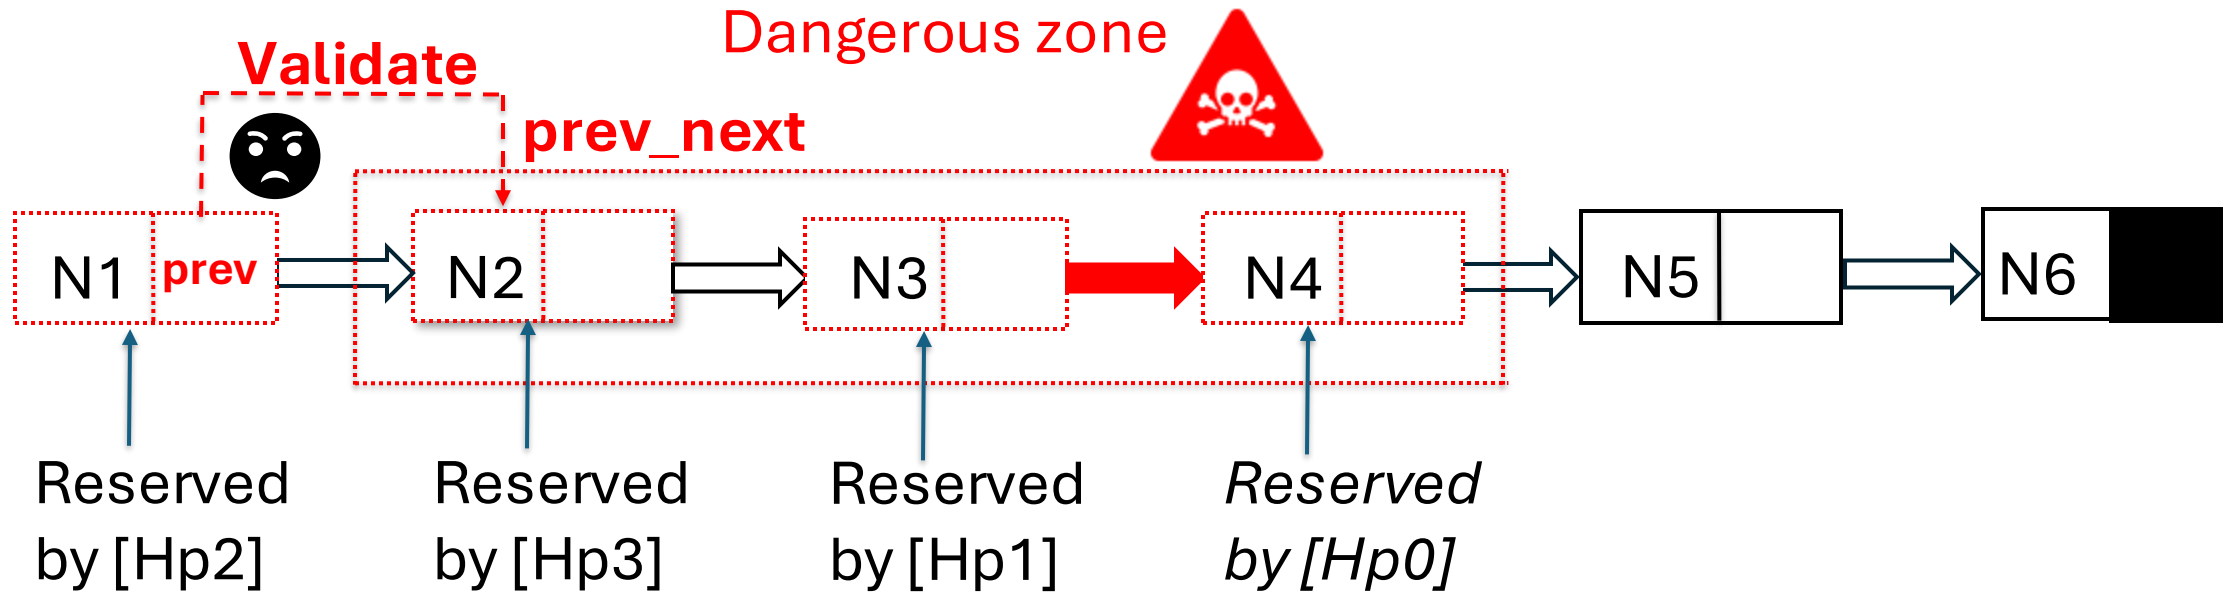 Dangerous zone
Validate
prev_next
N1 prev N2 N3 N4 N5 N6
Reserved by [Hp2]
Reserved by [Hp3]
Reserved by [Hp1]
Reserved by [Hp0]